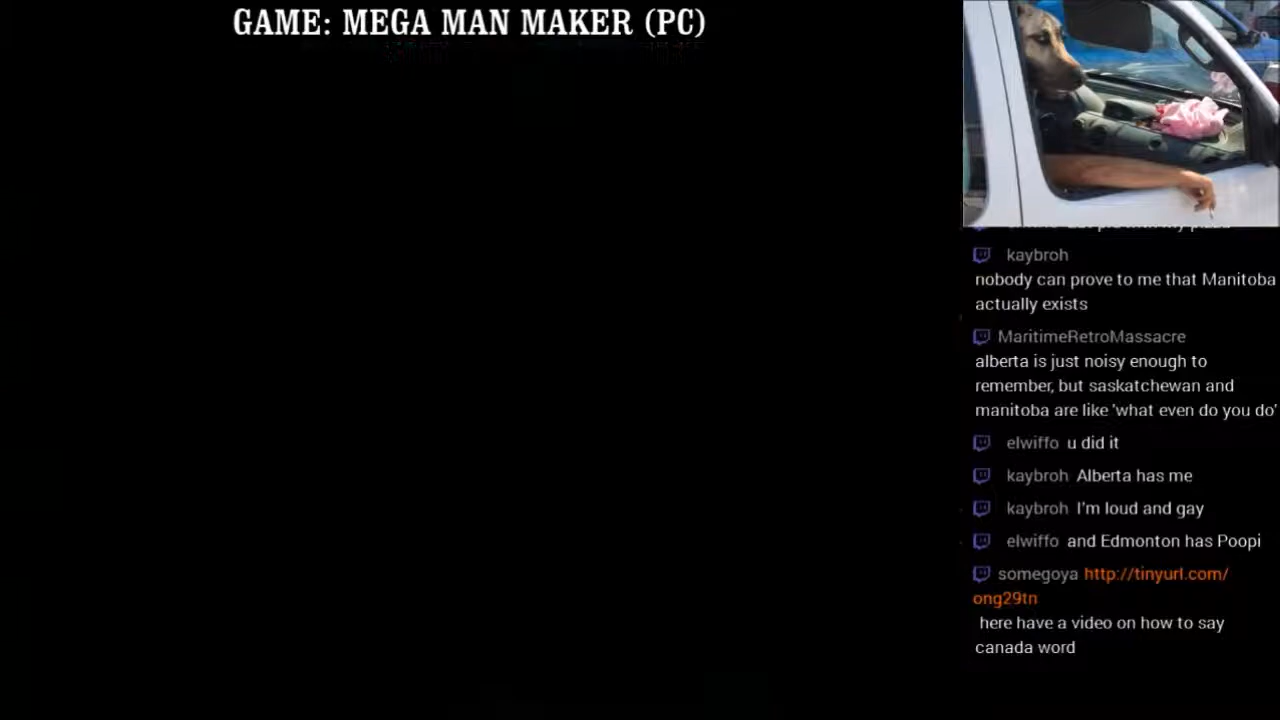 GAME: MEGA MAN MAKER (PC)
kaybroh
nobody can prove to me that Manitoba
actually exists
MaritimeRetroMassacre
alberta is just noisy enough to
remember, but saskatchewan and
manitoba are like 'what even do you do'
elwiffo u did it
kaybroh Alberta has me
kaybroh I'm loud and gay
elwiffo and Edmonton has Poopi
somegoya http://tinyurl.com/
ong29tn
here have a video on how to say
canada word